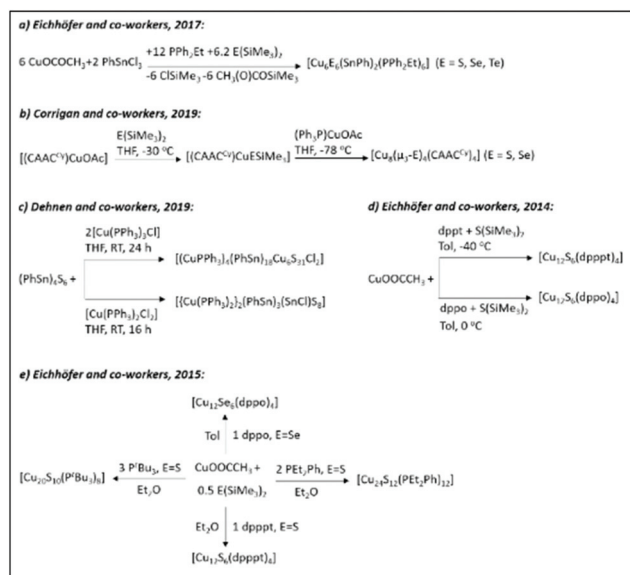 a) Eichhöfer and co-workers, 2017:
+12 PPh₂Et +6.2 E(SiMe₃)₂
6 CuOCOCH₃+2 PhSnCl₃
[Cu₆E₆(SnPh)₂(PPh₂Et)₆] (E = S, Se, Te)
-6 ClSiMe₃-6 CH₃(O)COSiMe₃
b) Corrigan and co-workers, 2019:
E(SiMe₃)₂
(Ph₃P)CuOAc
[(CAACᶜʸ)CuOAc]
[(CAACᶜʸ)CuESiMe₃]
[Cu₈(μ₃-E)₄(CAACᶜʸ)₄] (E = S, Se)
THF, -30 °C
THF, -78 °C
c) Dehnen and co-workers, 2019:
2[Cu(PPh₃)₃Cl]
THF, RT, 24 h
[(CuPPh₃)₄(PhSn)₁₈Cu₆S₃₁Cl₂]
(PhSn)₄S₆ +
[{Cu(PPh₃)₂}₂(PhSn)₃(SnCl)S₈]
[Cu(PPh₃)₂Cl₂]
THF, RT, 16 h
d) Eichhöfer and co-workers, 2014:
dppt + S(SiMe₃)₂
Tol, -40 °C
[Cu₁₂S₆(dpppt)₄]
CuOOCCH₃ +
[Cu₁₂S₆(dppo)₄]
dppo + S(SiMe₃)₂
Tol, 0 °C
e) Eichhöfer and co-workers, 2015:
[Cu₁₂Se₆(dppo)₄]
Tol
1 dppo, E=Se
3 PⁱBu₃, E=S
CuOOCCH₃ +
2 PEt₂Ph, E=S
[Cu₂₀S₁₀(PᵗBu₃)₈]
[Cu₂₄S₁₂(PEt₂Ph)₁₂]
Et₂O
0.5 E(SiMe₃)₂
Et₂O
Et₂O
1 dpppt, E=S
[Cu₁₂S₆(dpppt)₄]